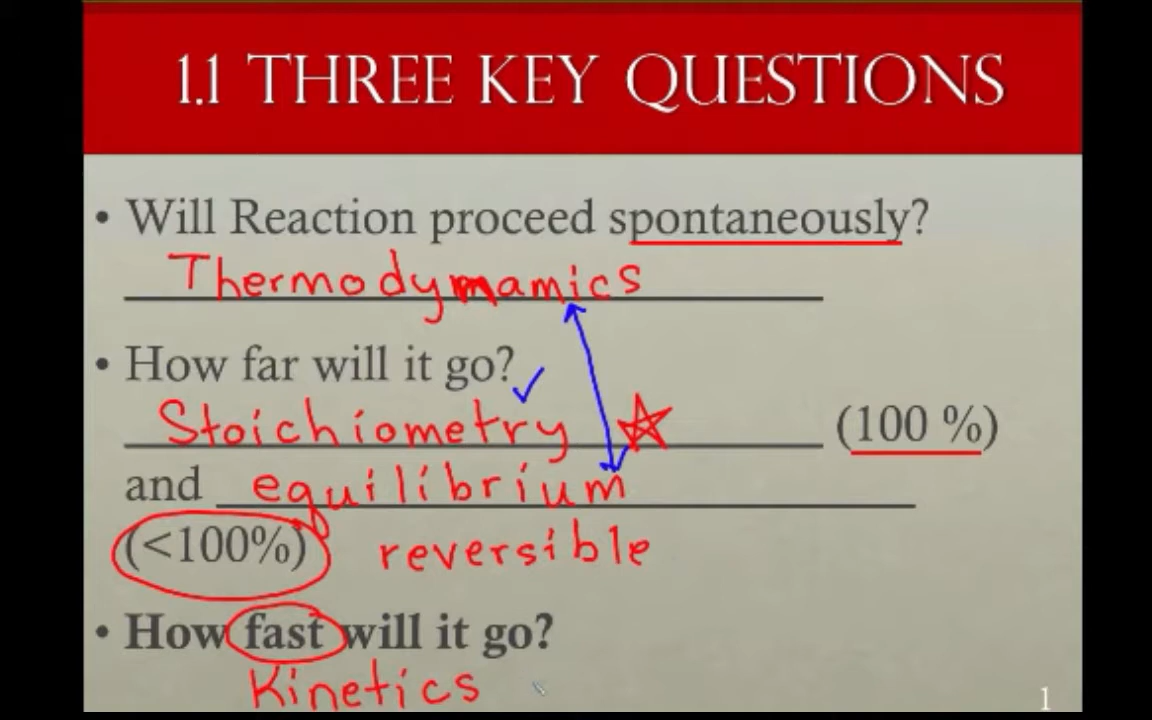 1.1 THREE KEY QUESTIONS
• Will Reaction proceed spontaneously?
Thermodynamics
• How far will it go?
Stoichiometry (100 %)
and equilibrium
(<100%) reversible
• How fast will it go?
Kinetics
1